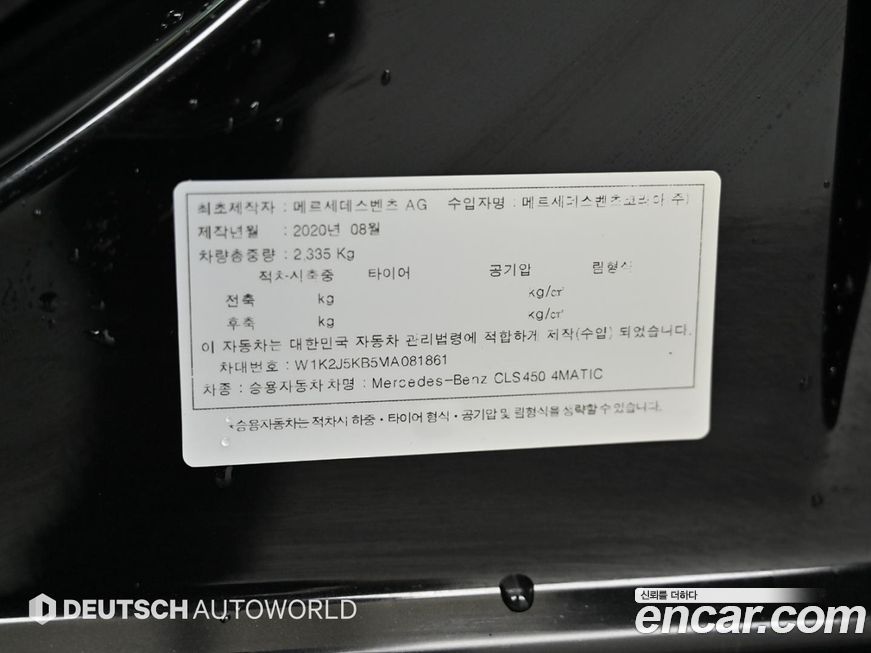 최초제작자 : 메르세데스벤츠 AG 수입자명 : 메르세데스벤츠코리아(주)
제작년월 : 2020년 08월
차량총중량 : 2,335 Kg
적차시축중 타이어 공기압 림형식
전축 kg kg/㎠
후축 kg kg/㎠
이 자동차는 대한민국 자동차 관리법령에 적합하게 제작(수입) 되었습니다.
차대번호 : W1K2J5KB5MA081861
차종 : 승용자동차 차명 : Mercedes-Benz CLS450 4MATIC
*승용자동차는 적차시 하중・타이어 형식・공기압 및 림형식을 생략할 수 있습니다.
DEUTSCH AUTOWORLD
신뢰를 더하다
encar.com